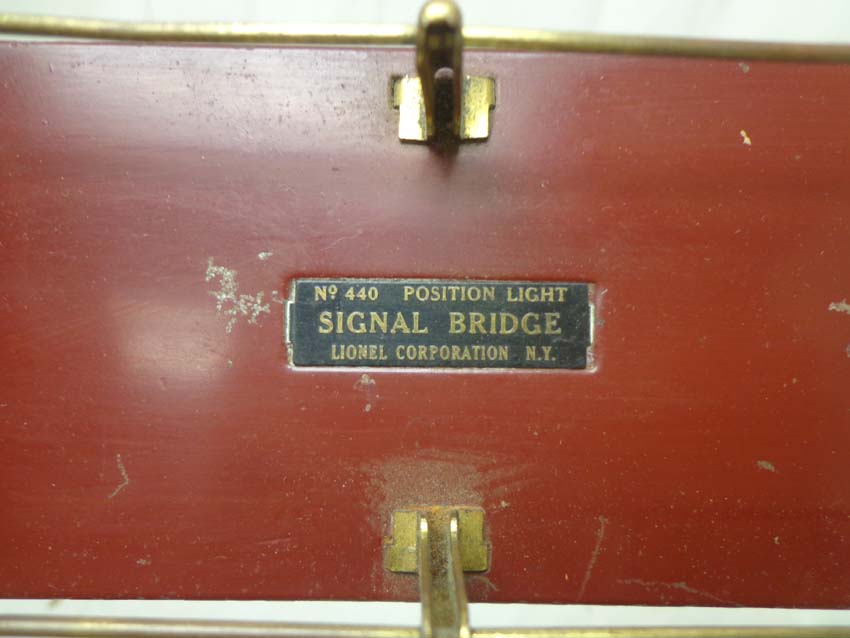 Nº 440 POSITION LIGHT
SIGNAL BRIDGE
LIONEL CORPORATION N.Y.